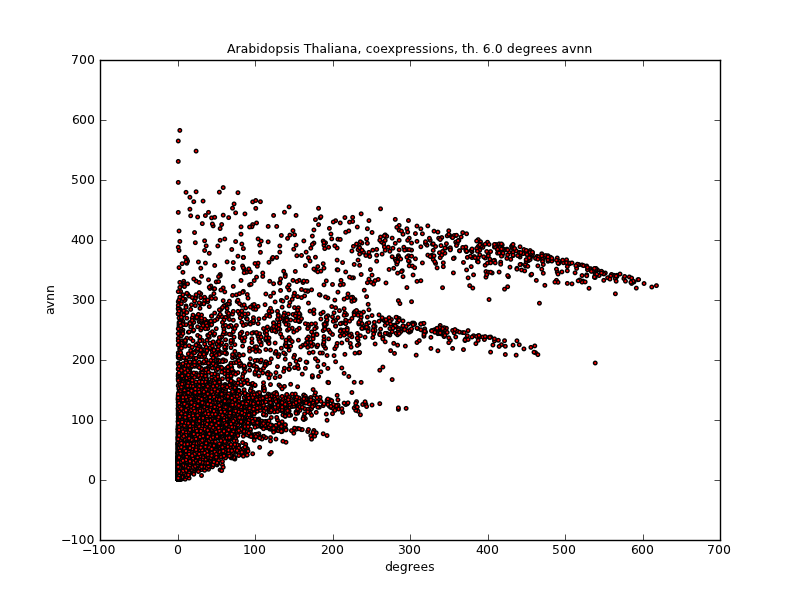 Arabidopsis Thaliana, coexpressions, th. 6.0 degrees avnn
700
600
500
400
300
200
100
0
−100
avnn
−100 0 100 200 300 400 500 600 700
degrees